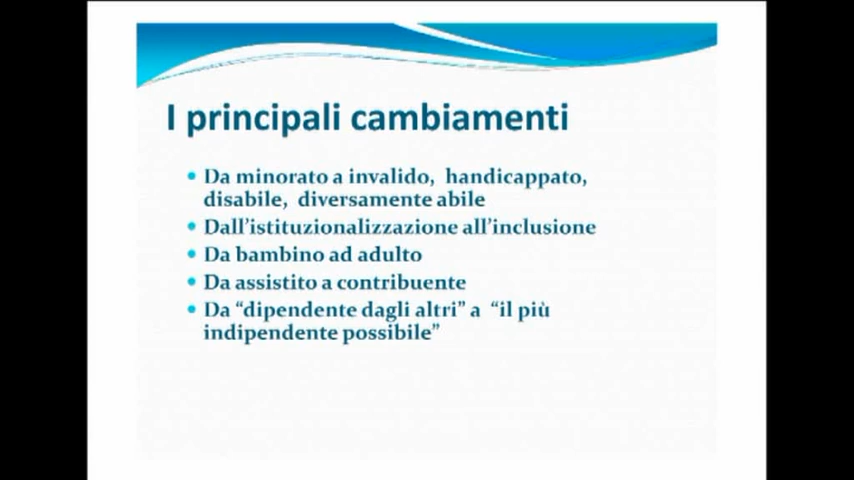 I principali cambiamenti
Da minorato a invalido, handicappato,
disabile, diversamente abile
Dall'istituzionalizzazione all'inclusione
Da bambino ad adulto
Da assistito a contribuente
Da “dipendente dagli altri” a “il più
indipendente possibile”